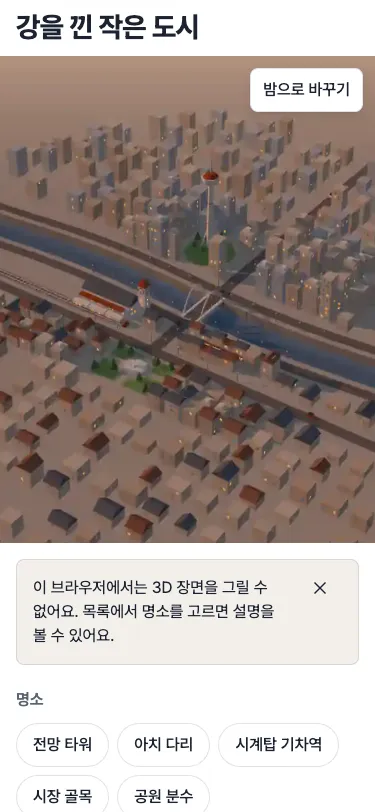 강을 낀 작은 도시
밤으로 바꾸기
이 브라우저에서는 3D 장면을 그릴 수
없어요. 목록에서 명소를 고르면 설명을
볼 수 있어요.
명소
전망 타워
아치 다리
시계탑 기차역
시장 골목
공원 분수